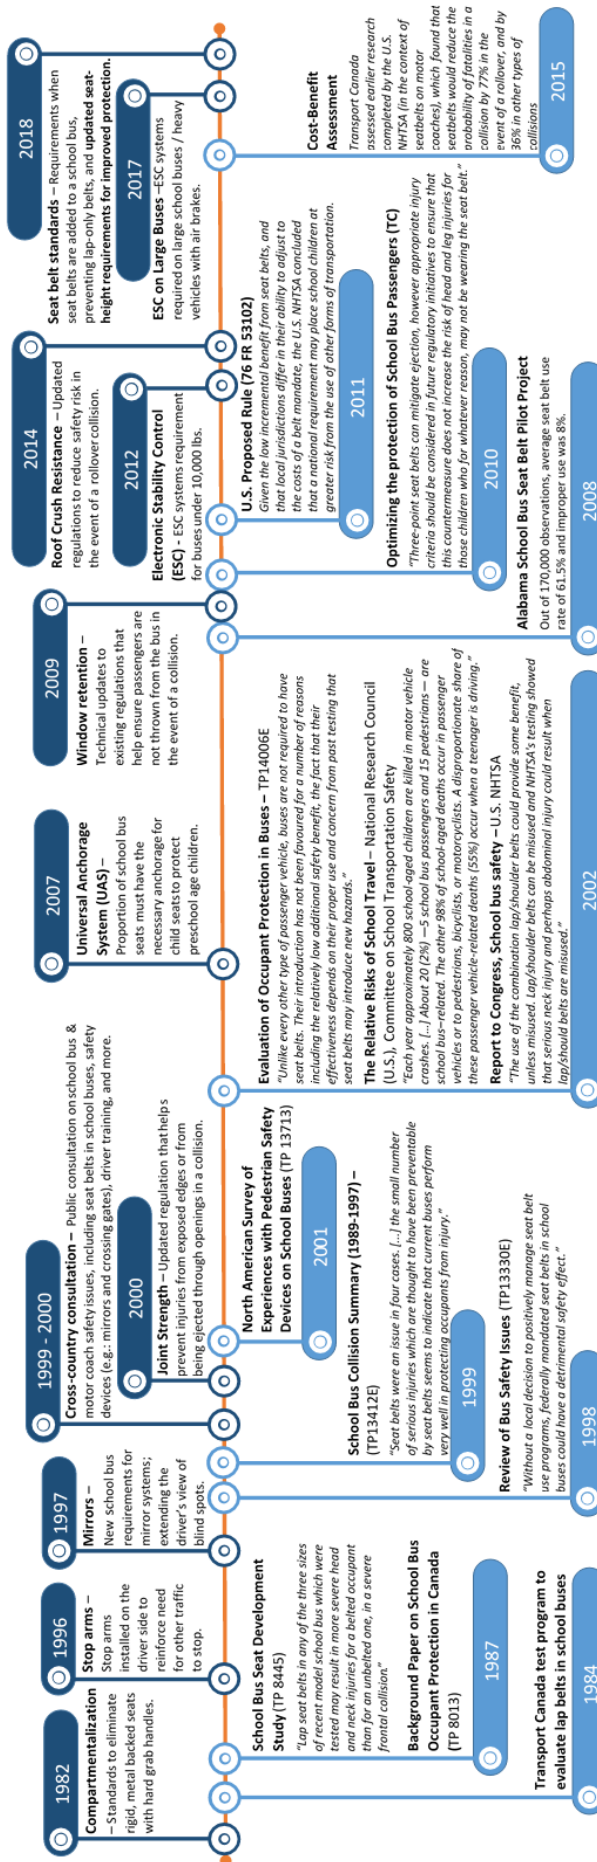 1982
Compartmentalization
– Standards to eliminate
rigid, metal backed seats
with hard grab handles.
1996
Stop arms –
Stop arms
installed on the
driver side to
reinforce need
for other traffic
to stop.
1997
Mirrors –
New school bus
requirements for
mirror systems;
extending the
driver's view of
blind spots.
1999 - 2000
Cross-country consultation – Public consultation on school bus &
motor coach safety issues, including seat belts in school buses, safety
devices (e.g.: mirrors and crossing gates), driver training, and more.
2000
Joint Strength – Updated regulation that helps
prevent injuries from exposed edges or from
being ejected through openings in a collision.
2007
Universal Anchorage
System (UAS) –
Proportion of school bus
seats must have the
necessary anchorage for
child seats to protect
preschool age children.
2009
Window retention –
Technical updates to
existing regulations that
help ensure passengers are
not thrown from the bus in
the event of a collision.
2014
Roof Crush Resistance – Updated
regulations to reduce safety risk in
the event of a rollover collision.
2012
Electronic Stability Control
(ESC) - ESC systems requirement
for buses under 10,000 lbs.
2018
Seat belt standards – Requirements when
seat belts are added to a school bus,
preventing lap-only belts, and updated seat-
height requirements for improved protection.
2017
ESC on Large Buses –ESC systems
required on large school buses / heavy
vehicles with air brakes.
School Bus Seat Development
Study (TP 8445)
"Lap seat belts in any of the three sizes
of recent model school bus which were
tested may result in more severe head
and neck injuries for a belted occupant
than for an unbelted one, in a severe
frontal collision."
Background Paper on School Bus
Occupant Protection in Canada
(TP 8013)
1987
Transport Canada test program to
evaluate lap belts in school buses
1984
North American Survey of
Experiences with Pedestrian Safety
Devices on School Buses (TP 13713)
2001
School Bus Collision Summary (1989-1997) –
(TP13412E)
"Seat belts were an issue in four cases. [...] the small number
of serious injuries which are thought to have been preventable
by seat belts seems to indicate that current buses perform
very well in protecting occupants from injury."
1999
Review of Bus Safety Issues (TP13330E)
"Without a local decision to positively manage seat belt
use programs, federally mandated seat belts in school
buses could have a detrimental safety effect."
1998
Evaluation of Occupant Protection in Buses – TP14006E
"Unlike every other type of passenger vehicle, buses are not required to have
seat belts. Their introduction has not been favoured for a number of reasons
including the relatively low additional safety benefit, the fact that their
effectiveness depends on their proper use and concern from past testing that
seat belts may introduce new hazards."
The Relative Risks of School Travel – National Research Council
(U.S.), Committee on School Transportation Safety
"Each year approximately 800 school-aged children are killed in motor vehicle
crashes. [...] About 20 (2%) —5 school bus passengers and 15 pedestrians— are
school bus–related. The other 98% of school-aged deaths occur in passenger
vehicles or to pedestrians, bicyclists, or motorcyclists. A disproportionate share of
these passenger vehicle-related deaths (55%) occur when a teenager is driving."
Report to Congress, School bus safety – U.S. NHTSA
"The use of the combination lap/shoulder belts could provide some benefit,
unless misused. Lap/shoulder belts can be misused and NHTSA's testing showed
that serious neck injury and perhaps abdominal injury could result when
lap/should belts are misused."
2002
U.S. Proposed Rule (76 FR 53102)
Given the low incremental benefit from seat belts, and
that local jurisdictions differ in their ability to adjust to
the costs of a belt mandate, the U.S. NHTSA concluded
that a national requirement may place school children at
greater risk from the use of other forms of transportation.
2011
Optimizing the protection of School Bus Passengers (TC)
"Three-point seat belts can mitigate ejection, however appropriate injury
criteria should be considered in future regulatory initiatives to ensure that
this countermeasure does not increase the risk of head and leg injuries for
those children who for whatever reason, may not be wearing the seat belt."
2010
Alabama School Bus Seat Belt Pilot Project
Out of 170,000 observations, average seat belt use
rate of 61.5% and improper use was 8%.
2008
Cost-Benefit
Assessment
Transport Canada
assessed earlier research
completed by the U.S.
NHTSA (in the context of
seatbelts on motor
coaches), which found that
seatbelts would reduce the
probability of fatalities in a
collision by 77% in the
event of a rollover, and by
36% in other types of
collisions
2015